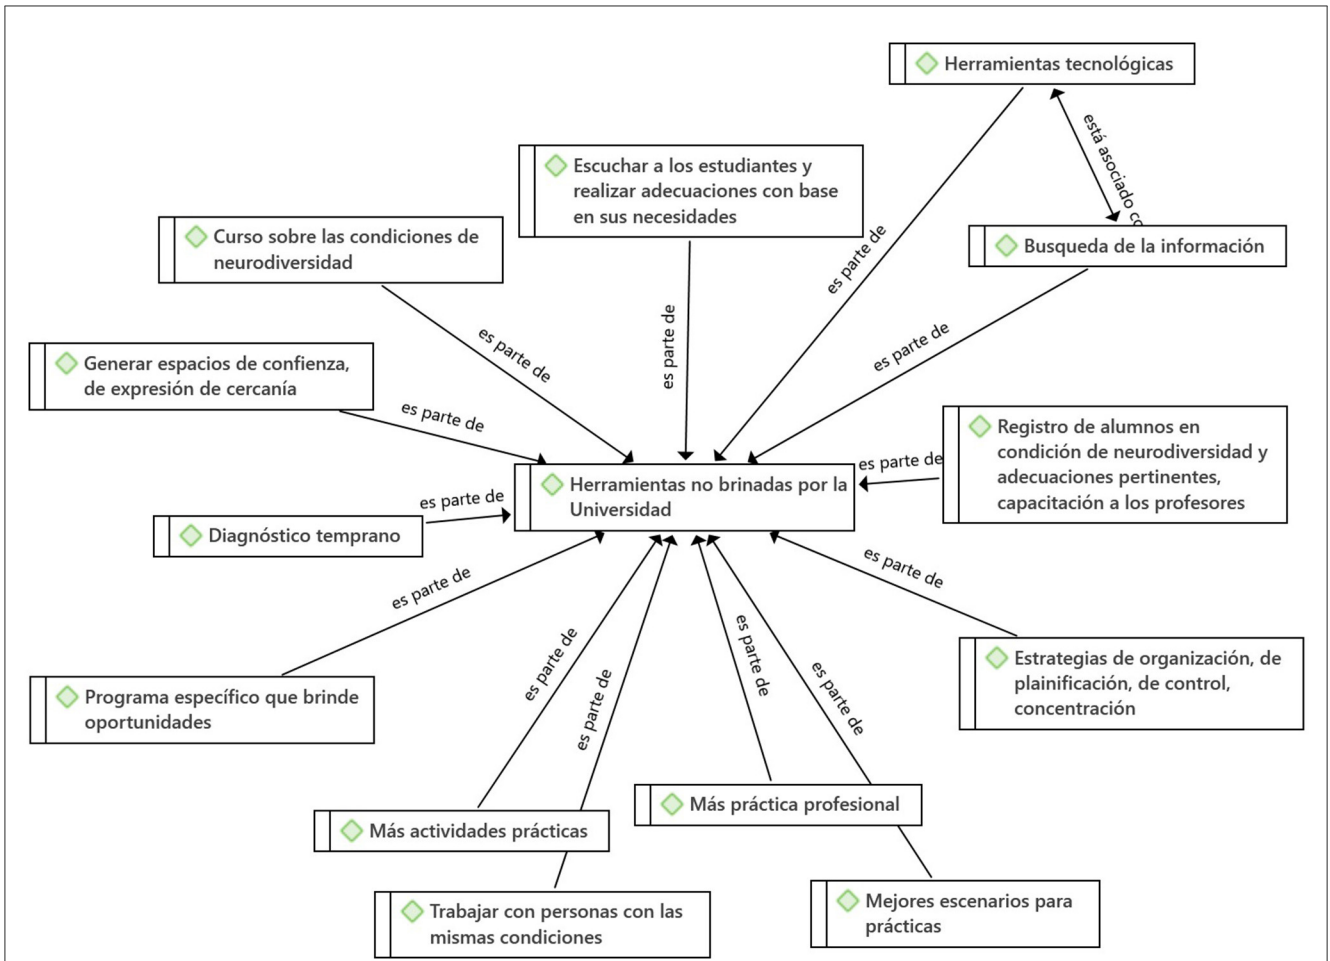 Herramientas tecnológicas
está asociado co
Escuchar a los estudiantes y
realizar adecuaciones con base
en sus necesidades
Curso sobre las condiciones de
neurodiversidad
Busqueda de la información
es parte de
es parte de
es parte de
es parte de
Generar espacios de confienza,
de expresión de cercanía
es parte de
Registro de alumnos en
condición de neurodiversidad y
adecuaciones pertinentes,
capacitación a los profesores
es parte de
Herramientas no brinadas por la
Universidad
es parte de
Diagnóstico temprano
es parte de
es parte de
Estrategias de organización, de
plainificación, de control,
concentración
Programa específico que brinde
oportunidades
es parte de
es parte de
es parte de
es parte de
Más práctica profesional
Más actividades prácticas
Mejores escenarios para
prácticas
Trabajar con personas con las
mismas condiciones